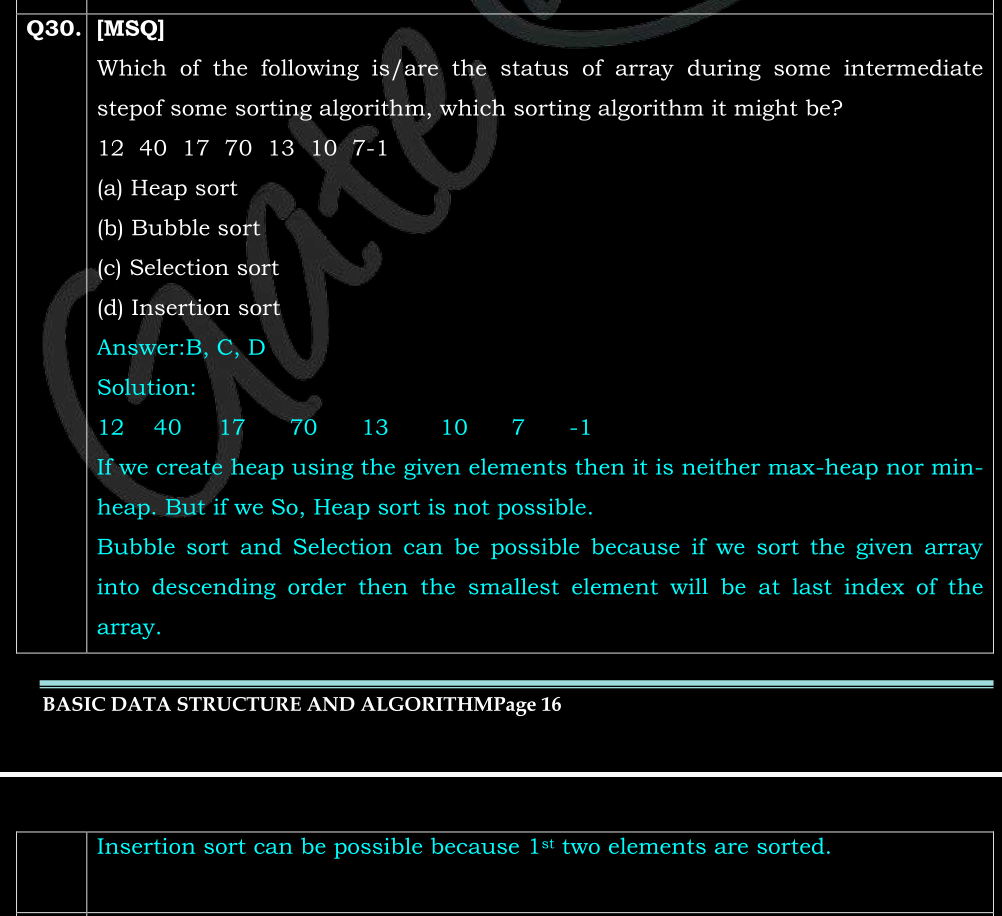 Q30. [MSQ]
Which of the following is/are the status of array during some intermediate
stepof some sorting algorithm, which sorting algorithm it might be?
12 40 17 70 13 10 7-1
(a) Heap sort
(b) Bubble sort
(c) Selection sort
(d) Insertion sort
Answer:B, C, D
Solution:
12 40 17 70 13 10 7 -1
If we create heap using the given elements then it is neither max-heap nor min-
heap. But if we So, Heap sort is not possible.
Bubble sort and Selection can be possible because if we sort the given array
into descending order then the smallest element will be at last index of the
array.
BASIC DATA STRUCTURE AND ALGORITHMPage 16
Insertion sort can be possible because 1st two elements are sorted.